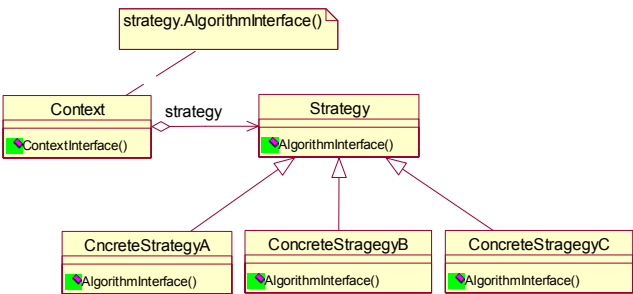 strategy.AlgorithmInterface()
Context
strategy
Strategy
ContextInterface()
AlgorithmInterface()
CncreteStrategyA
ConcreteStragegyB
ConcreteStragegyC
AlgorithmInterface()
AlgorithmInterface()
AlgorithmInterface()